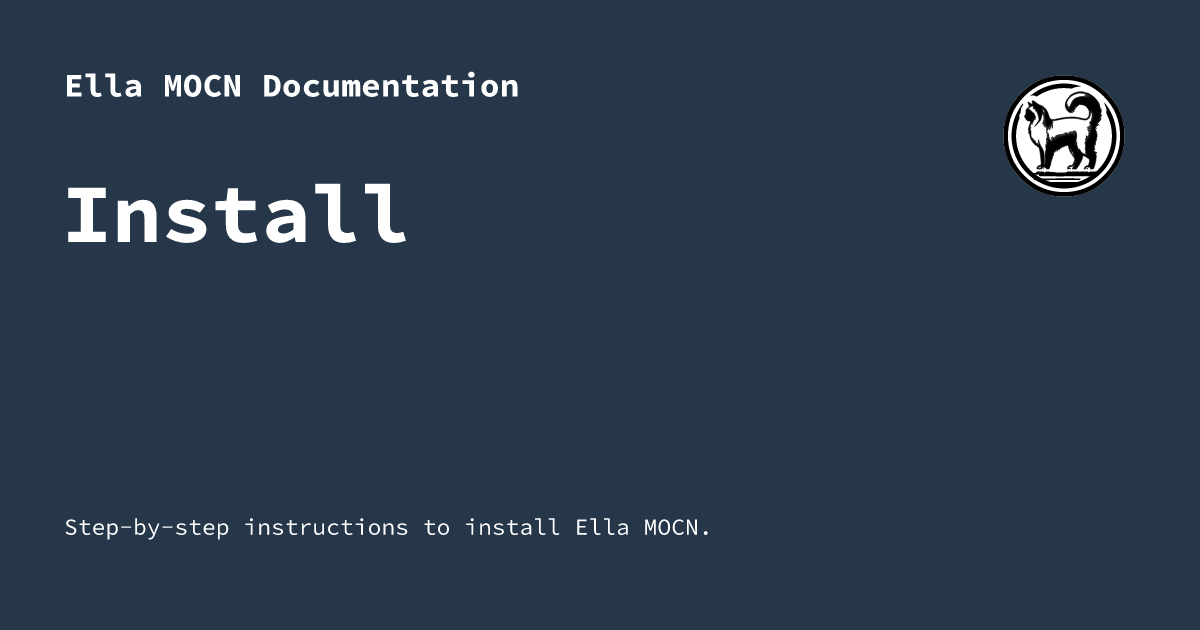 Ella MOCN Documentation
Install
Step-by-step instructions to install Ella MOCN.